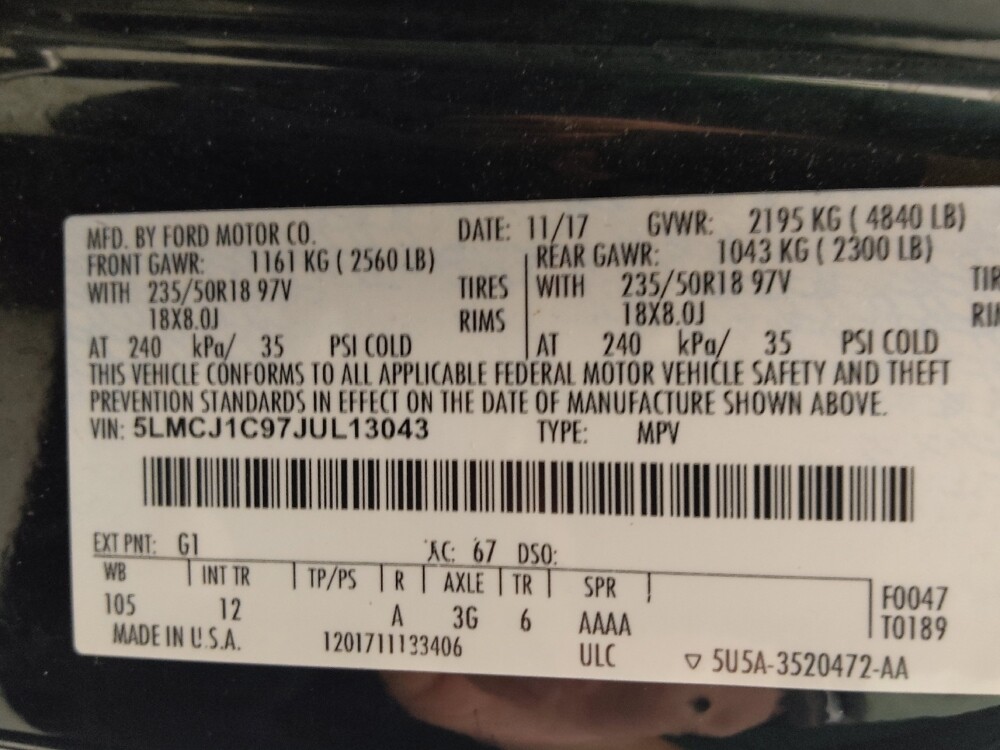 MFD. BY FORD MOTOR CO. DATE: 11/17 GVWR: 2195 KG ( 4840 LB)
FRONT GAWR: 1161 KG ( 2560 LB) REAR GAWR: 1043 KG ( 2300 LB)
WITH 235/50R18 97V TIRES WITH 235/50R18 97V TIR
18X8.0J RIMS 18X8.0J RI
AT 240 kPa/ 35 PSI COLD AT 240 kPa/ 35 PSI COLD
THIS VEHICLE CONFORMS TO ALL APPLICABLE FEDERAL MOTOR VEHICLE SAFETY AND THEFT
PREVENTION STANDARDS IN EFFECT ON THE DATE OF MANUFACTURE SHOWN ABOVE.
VIN: 5LMCJ1C97JUL13043 TYPE: MPV
EXT PNT: G1 RC: 67 DSO:
WB INT TR TP/PS R AXLE TR SPR
105 12 A 3G 6 AAAA
F0047
T0189
MADE IN U.S.A. 1201711133406 ULC ▽ 5U5A-3520472-AA